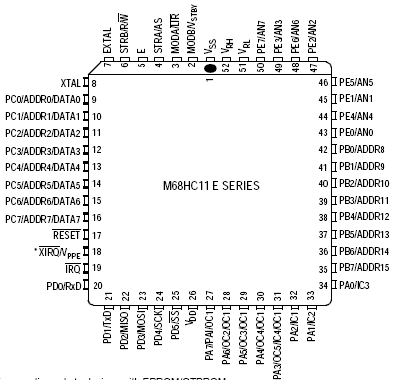 EXTAL
STRB/R/W
E
STRA/AS
MODA/LIR
MODB/VSTBY
VSS
VRH
VRL
PE7/AN7
PE3/AN3
PE6/AN6
PE2/AN2
7 6 5 4 3 2 1 52 51 50 49 48 47
XTAL 8
PC0/ADDR0/DATA0 9
PC1/ADDR1/DATA1 10
PC2/ADDR2/DATA2 11
PC3/ADDR3/DATA3 12
PC4/ADDR4/DATA4 13
PC5/ADDR5/DATA5 14
PC6/ADDR6/DATA6 15
PC7/ADDR7/DATA7 16
RESET 17
* XIRQ/VPPE 18
IRQ 19
PD0/RxD 20
M68HC11 E SERIES
46 PE5/AN5
45 PE1/AN1
44 PE4/AN4
43 PE0/AN0
42 PB0/ADDR8
41 PB1/ADDR9
40 PB2/ADDR10
39 PB3/ADDR11
38 PB4/ADDR12
37 PB5/ADDR13
36 PB6/ADDR14
35 PB7/ADDR15
34 PA0/IC3
21 22 23 24 25 26 27 28 29 30 31 32 33
PD1/TxD
PD2/MISO
PD3/MOSI
PD4/SCK
PD5/SS
VDD
PA7/PAI/OC1
PA6/OC2/OC1
PA5/OC3/OC1
PA4/OC4/OC1
PA3/OC5/IC4/OC1
PA2/IC1
PA1/IC2